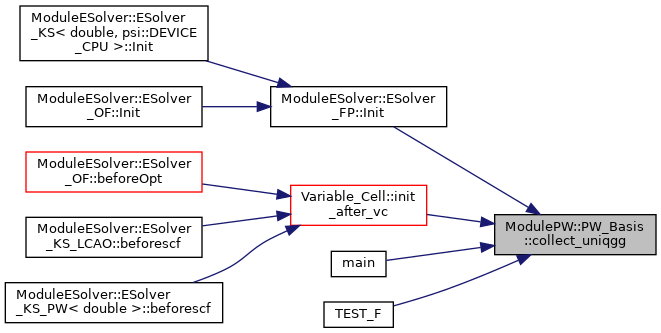 ModuleESolver::ESolver
_KS< double, psi::DEVICE
_CPU >::Init
ModuleESolver::ESolver
_OF::Init
ModuleESolver::ESolver
_FP::Init
ModuleESolver::ESolver
_OF::beforeOpt
Variable_Cell::init
_after_vc
ModuleESolver::ESolver
_KS_LCAO::beforescf
ModulePW::PW_Basis
::collect_uniqgg
main
ModuleESolver::ESolver
_KS_PW< double >::beforescf
TEST_F